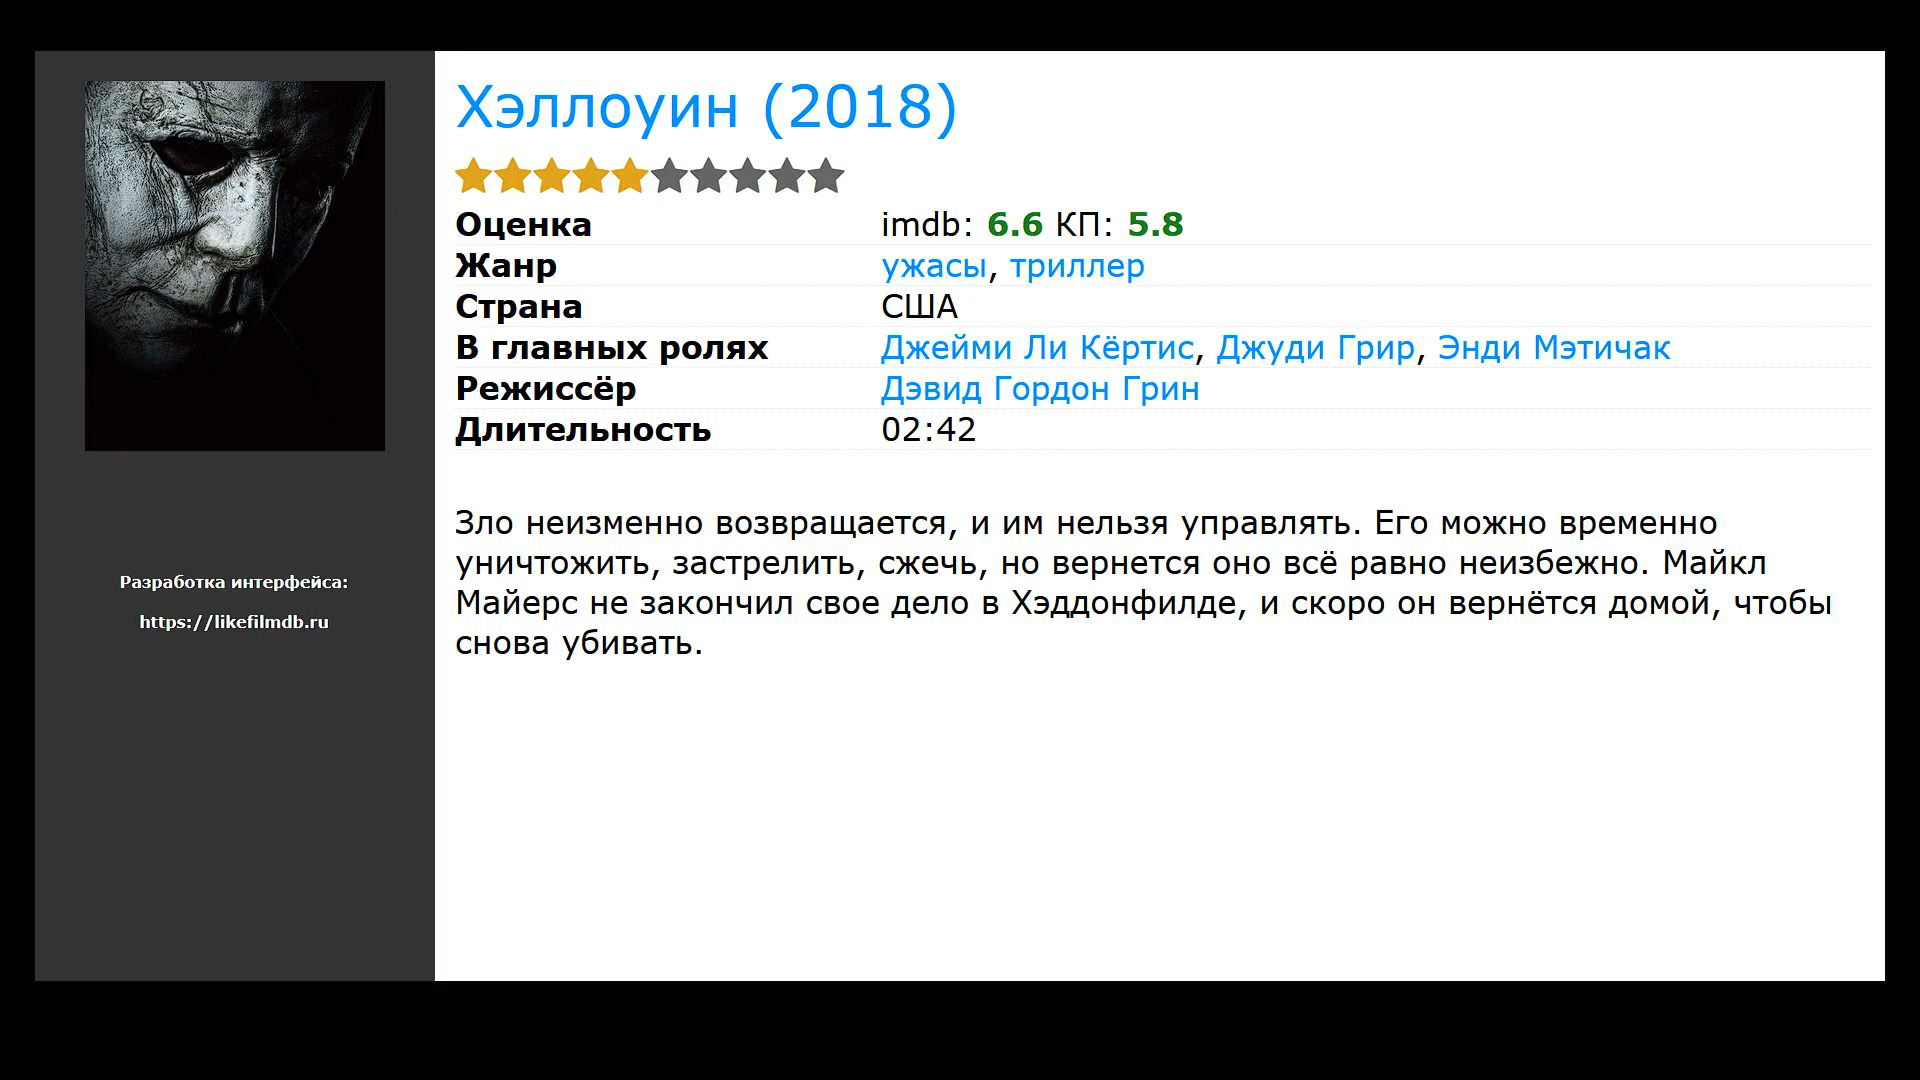 Хэллоуин (2018)
Оценка imdb: 6.6 КП: 5.8
Жанр ужасы, триллер
Страна США
В главных ролях Джейми Ли Кёртис, Джуди Грир, Энди Мэтичак
Режиссёр Дэвид Гордон Грин
Длительность 02:42
Зло неизменно возвращается, и им нельзя управлять. Его можно временно
уничтожить, застрелить, сжечь, но вернется оно всё равно неизбежно. Майкл
Майерс не закончил свое дело в Хэддонфилде, и скоро он вернётся домой, чтобы
снова убивать.
Разработка интерфейса:
https://likefilmdb.ru